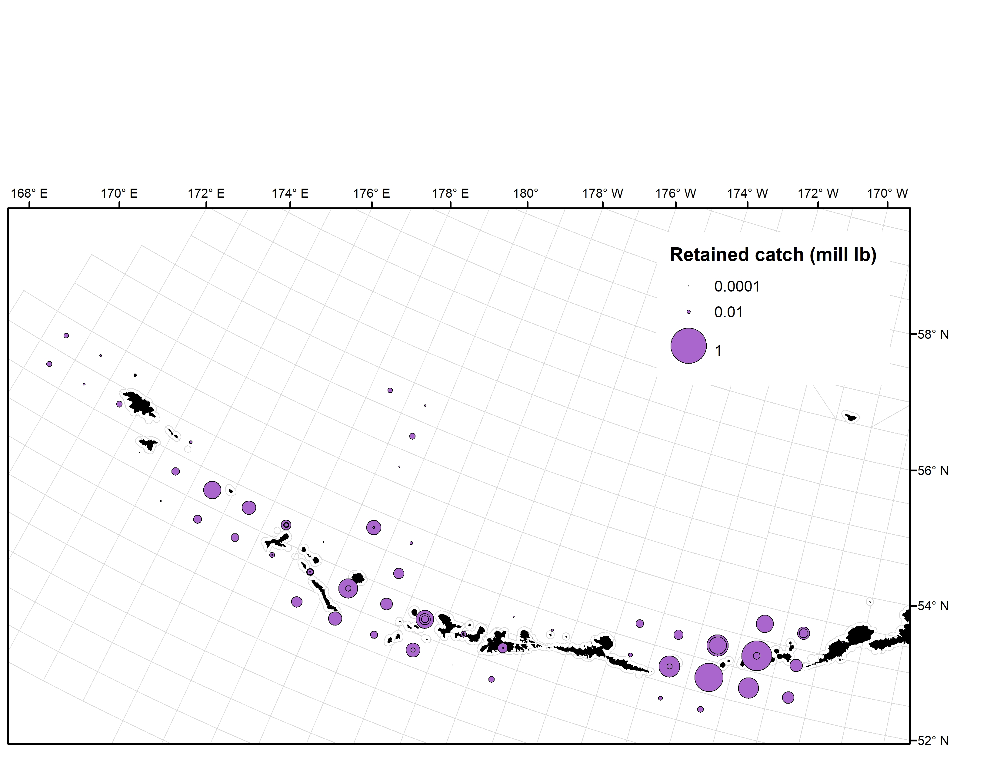 168° E 170° E 172° E 174° E 176° E 178° E 180° 178° W 176° W 174° W 172° W 170° W
Retained catch (mill lb)
0.0001
0.01
1
58° N
56° N
54° N
52° N